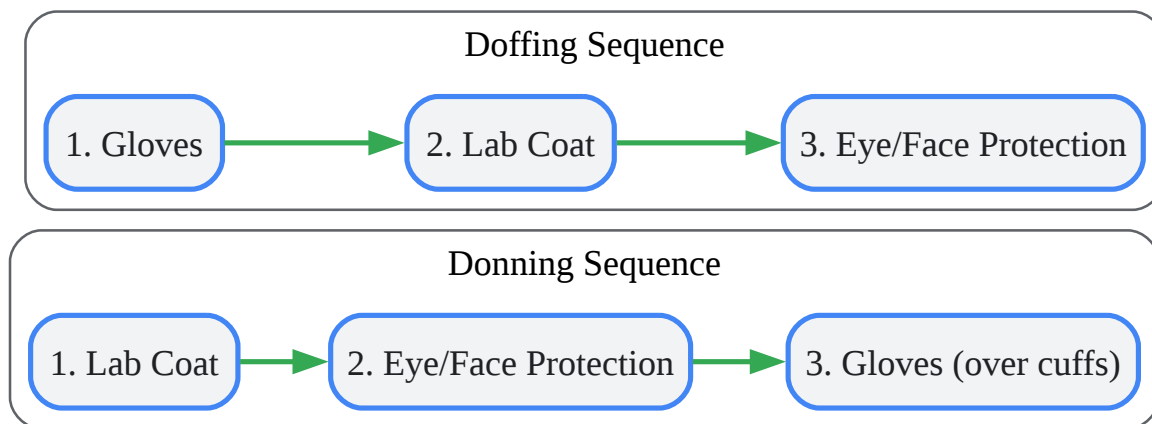 Doffing Sequence
1. Gloves
2. Lab Coat
3. Eye/Face Protection
Donning Sequence
1. Lab Coat
2. Eye/Face Protection
3. Gloves (over cuffs)